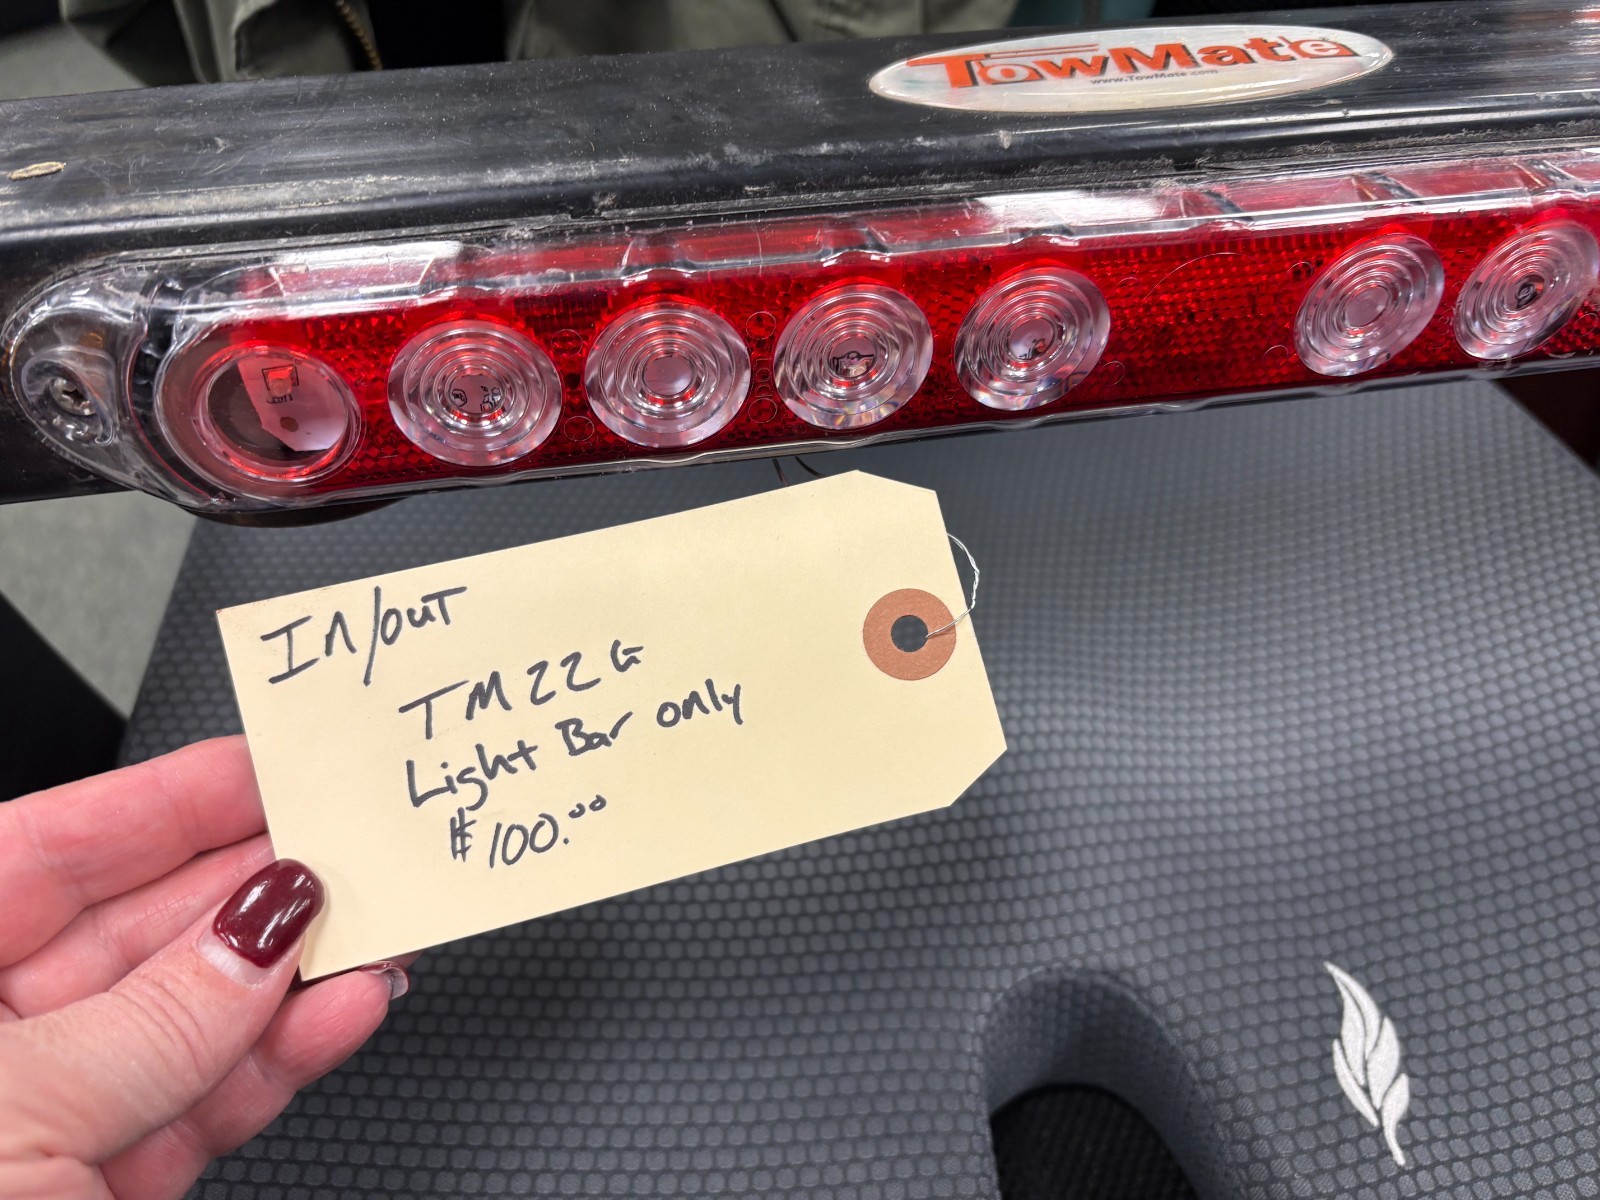 TowMate
www.TowMate.com
IN/OUT
TM22G
Light Bar only
$100.00